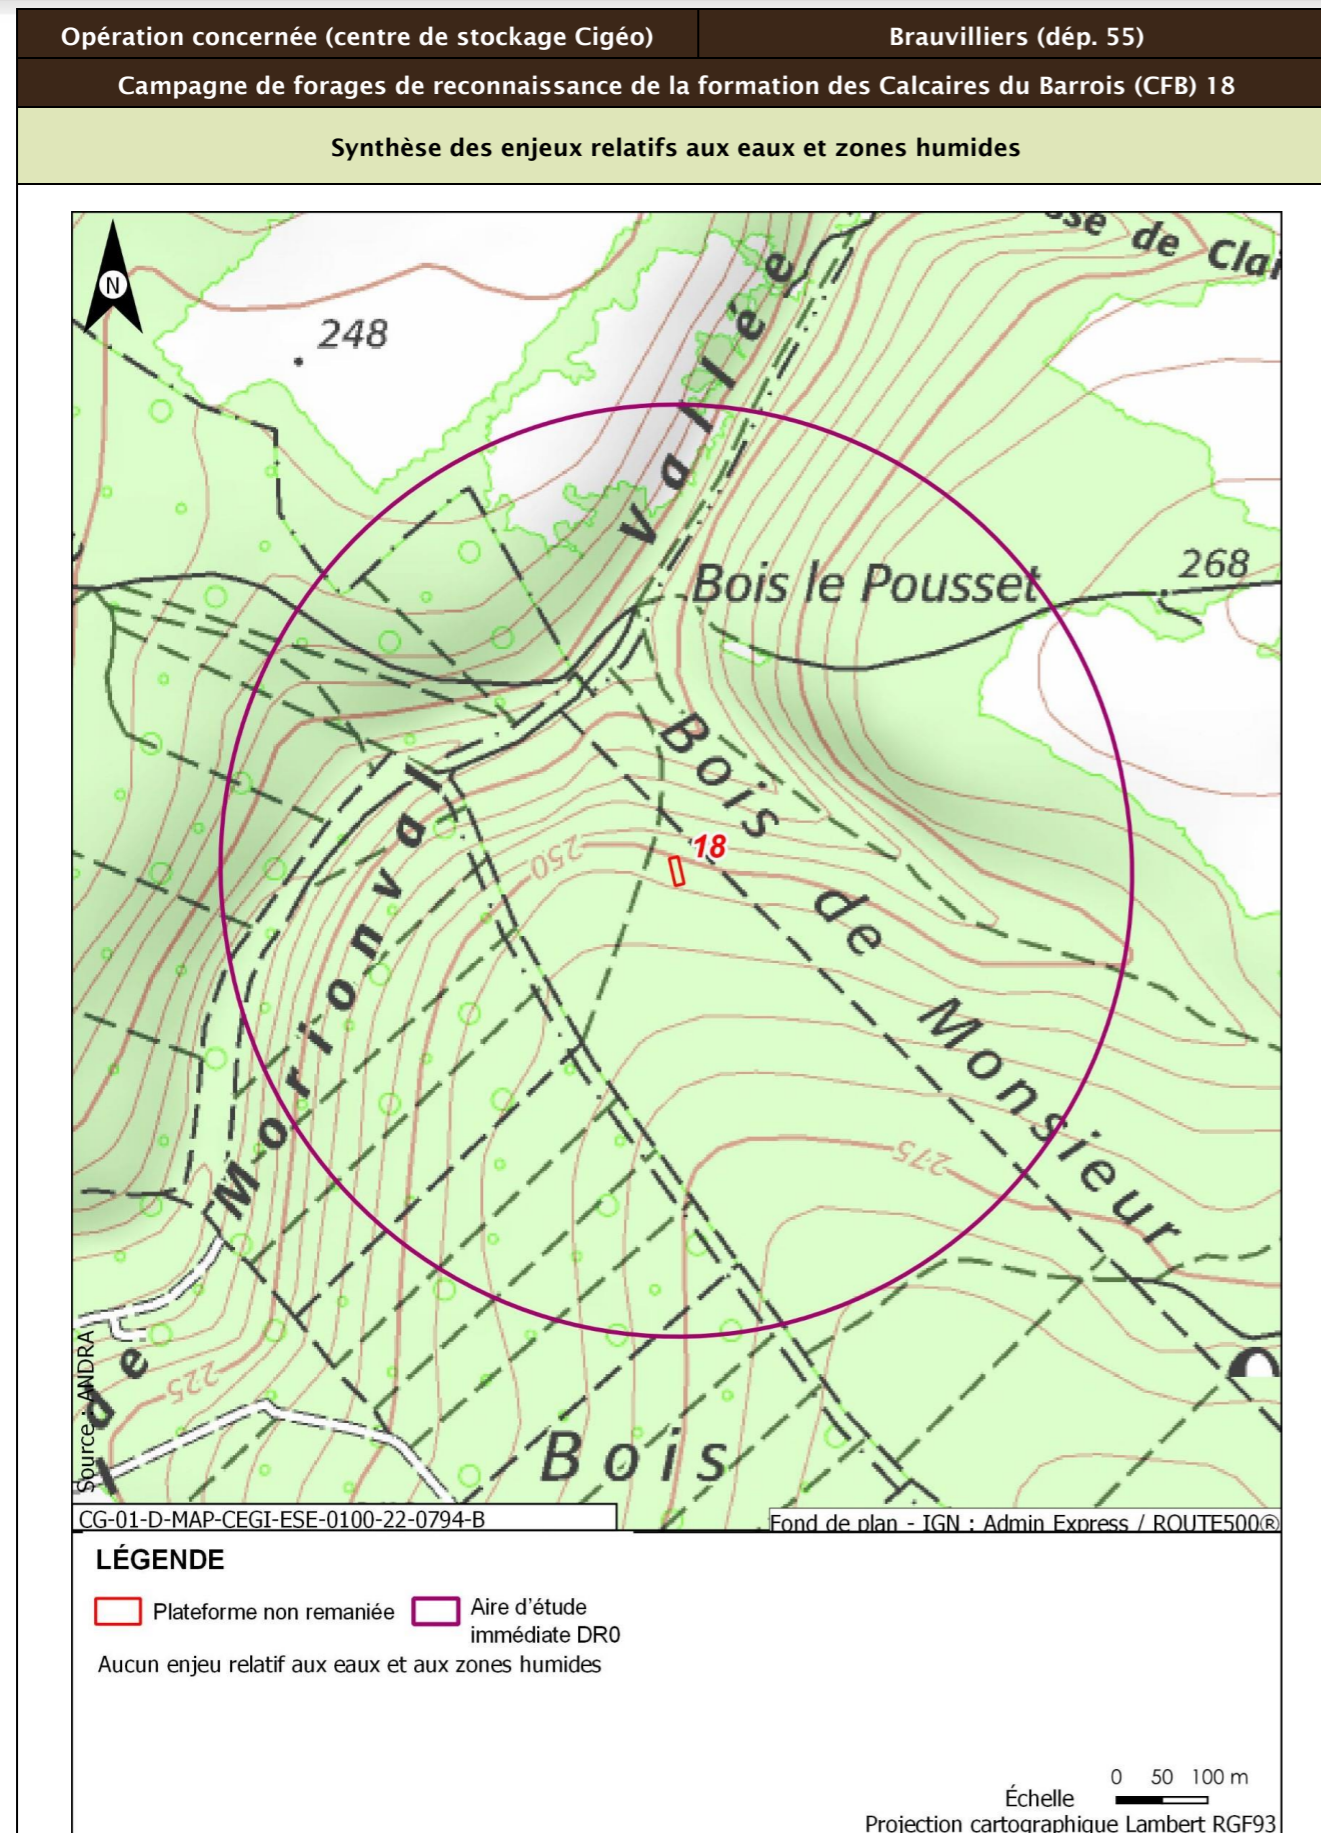 Opération concernée (centre de stockage Cigéo)
Brauvilliers (dép. 55)
Campagne de forages de reconnaissance de la formation des Calcaires du Barrois (CFB) 18
Synthèse des enjeux relatifs aux eaux et zones humides
N
de
248
Vallée
268
Bois le Pousset
Bois de Monsieur
18
250
Morionval
275
225
de
Bois
Source : ANDRA
CG-01-D-MAP-CEGI-ESE-0100-22-0794-B
Fond de plan - IGN : Admin Express / ROUTE500®
LÉGENDE
Plateforme non remaniée
Aire d'étude
immédiate DR0
Aucun enjeu relatif aux eaux et aux zones humides
0 50 100 m
Échelle
Projection cartographique Lambert RGF93